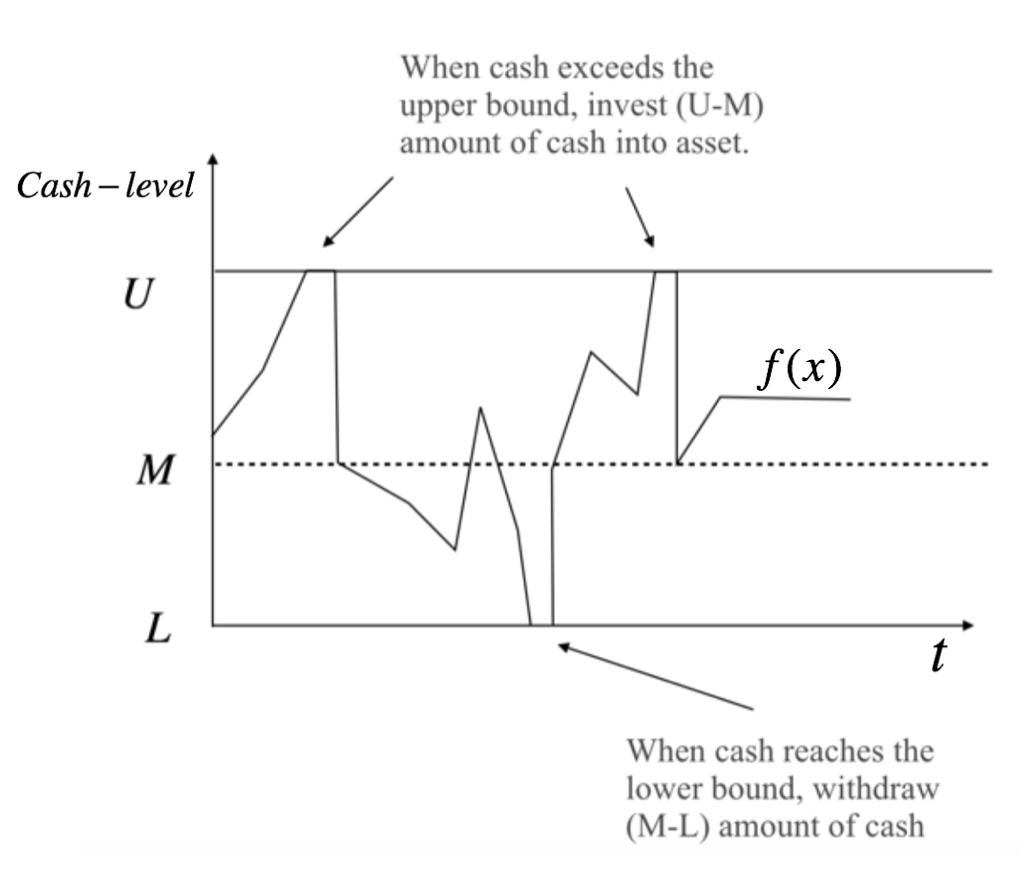 When cash exceeds the
upper bound, invest (U-M)
amount of cash into asset.
Cash – level
U
f(x)
M
L
t
When cash reaches the
lower bound, withdraw
(M-L) amount of cash